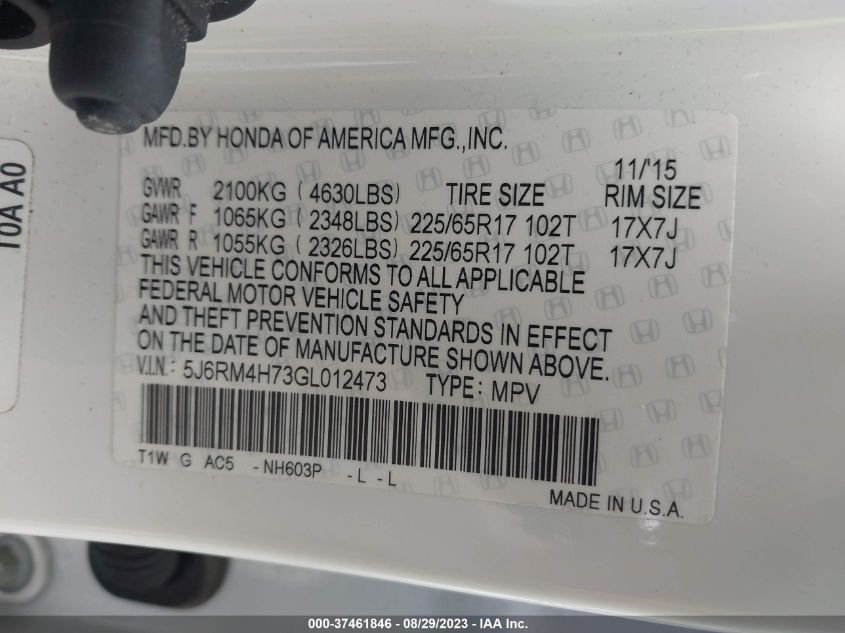 10A A0
MFD.BY HONDA OF AMERICA MFG.,INC.
11/'15
GVWR 2100KG ( 4630LBS) TIRE SIZE RIM SIZE
GAWR F 1065KG ( 2348LBS) 225/65R17 102T 17X7J
GAWR R 1055KG ( 2326LBS) 225/65R17 102T 17X7J
THIS VEHICLE CONFORMS TO ALL APPLICABLE
FEDERAL MOTOR VEHICLE SAFETY
AND THEFT PREVENTION STANDARDS IN EFFECT
ON THE DATE OF MANUFACTURE SHOWN ABOVE.
V.I.N.: 5J6RM4H73GL012473 TYPE: MPV
T1W G AC5 -NH603P -L -L
MADE IN U.S.A.
000-37461846 - 08/29/2023 - IAA Inc.